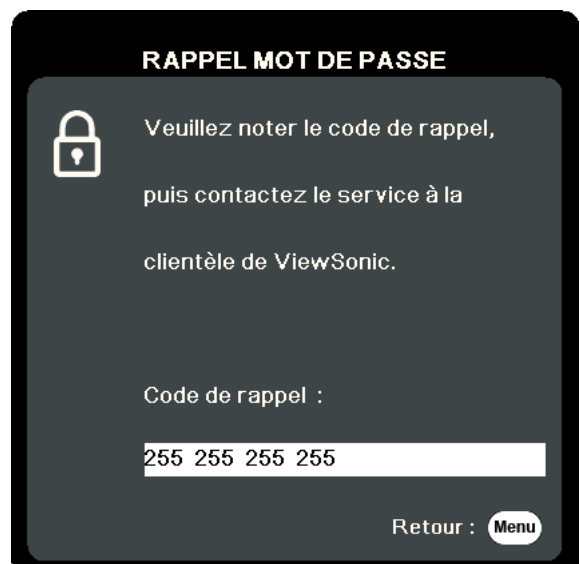 RAPPEL MOT DE PASSE
Veuillez noter le code de rappel,
puis contactez le service à la
clientèle de ViewSonic.
Code de rappel :
255 255 255 255
Retour : Menu